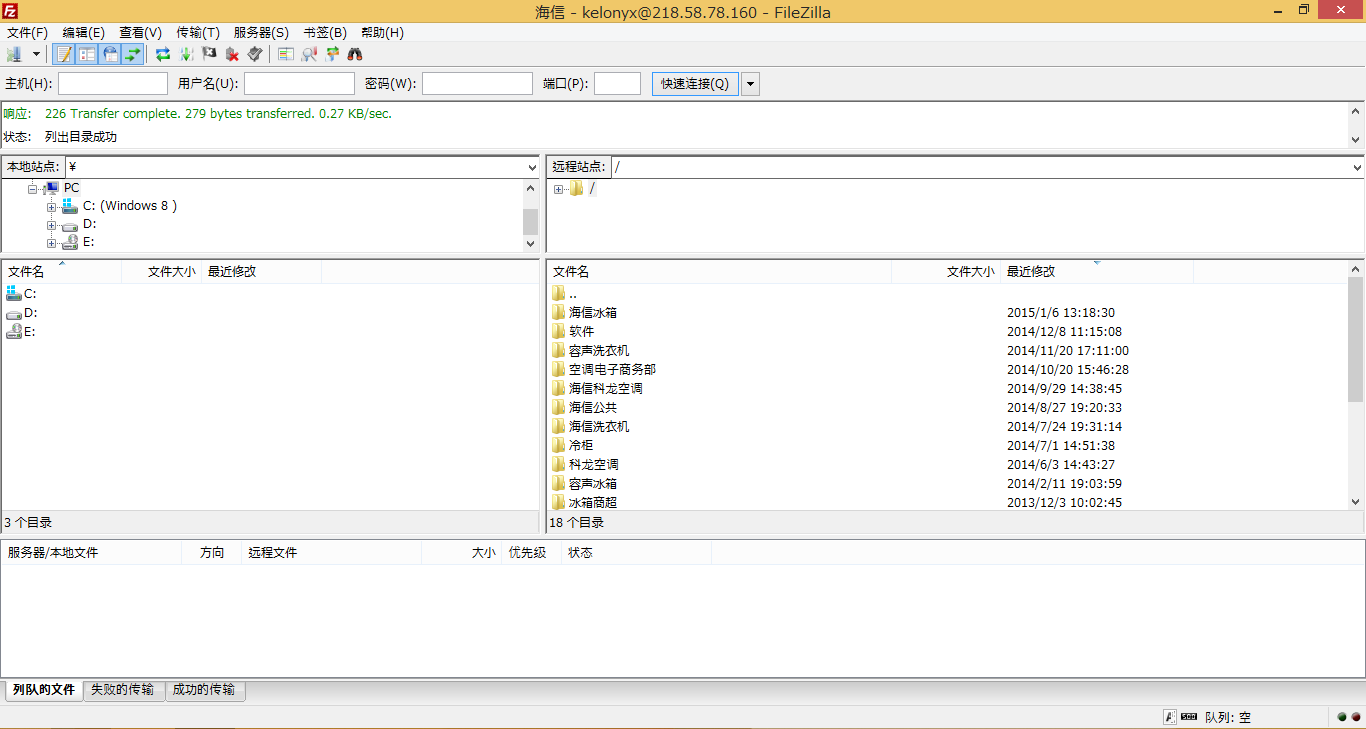 海信 - kelonyx@218.58.78.160 - FileZilla
文件(F) 编辑(E) 查看(V) 传输(T) 服务器(S) 书签(B) 帮助(H)
主机(H): 用户名(U): 密码(W): 端口(P): 快速连接(Q)
响应: 226 Transfer complete. 279 bytes transferred. 0.27 KB/sec.
状态: 列出目录成功
本地站点: ¥
远程站点: /
PC
C: (Windows 8 )
D:
E:
/
文件名 文件大小 最近修改
C:
D:
E:
3 个目录
文件名 文件大小 最近修改
..
海信冰箱 2015/1/6 13:18:30
软件 2014/12/8 11:15:08
容声洗衣机 2014/11/20 17:11:00
空调电子商务部 2014/10/20 15:46:28
海信科龙空调 2014/9/29 14:38:45
海信公共 2014/8/27 19:20:33
海信洗衣机 2014/7/24 19:31:14
冷柜 2014/7/1 14:51:38
科龙空调 2014/6/3 14:43:27
容声冰箱 2014/2/11 19:03:59
冰箱商超 2013/12/3 10:02:45
18 个目录
服务器/本地文件 方向 远程文件 大小 优先级 状态
列队的文件 失败的传输 成功的传输
队列: 空